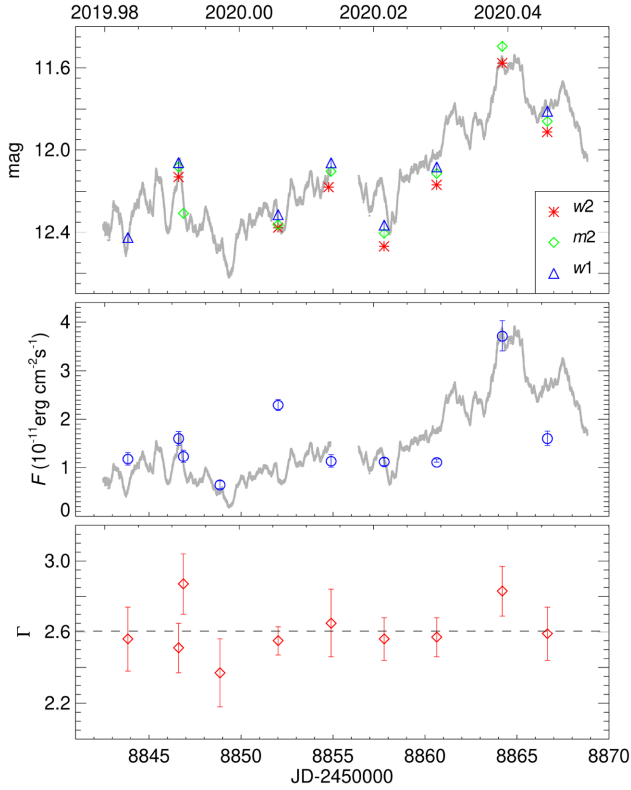 2019.98 2020.00 2020.02 2020.04
11.6
12.0
12.4
mag
w2
m2
w1
4
3
2
1
0
F (10⁻¹¹erg cm⁻²s⁻¹)
3.0
2.6
2.2
Γ
8845 8850 8855 8860 8865 8870
JD-2450000